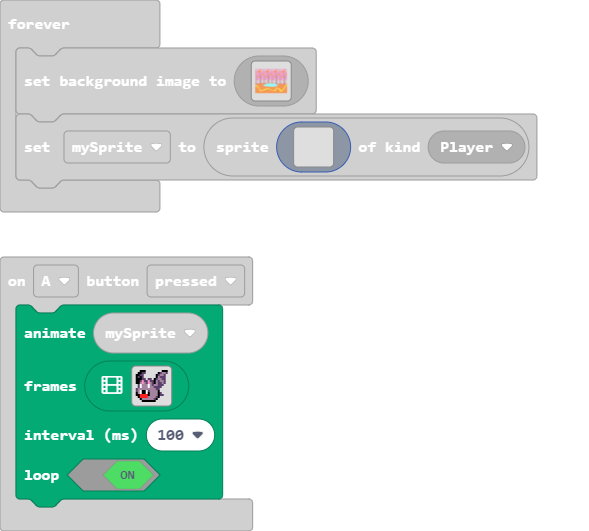 forever
set background image to
set mySprite to sprite of kind Player
on A button pressed
animate mySprite
frames
interval (ms) 100
loop ON